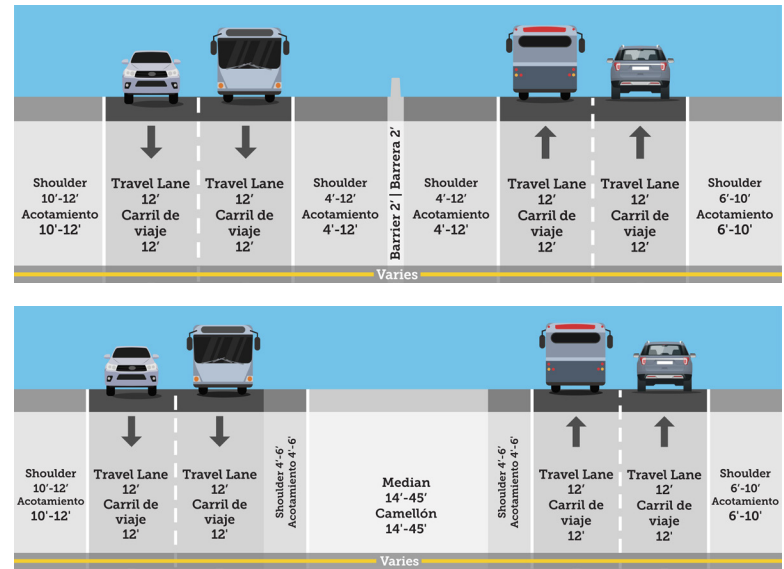 Shoulder
10'-12'
Acotamiento
10'-12'
Travel Lane
12'
Carril de
viaje
12'
Travel Lane
12'
Carril de
viaje
12'
Shoulder
4'-12'
Acotamiento
4'-12'
Barrier 2' | Barrera 2'
Shoulder
4'-12'
Acotamiento
4'-12'
Travel Lane
12'
Carril de
viaje
12'
Travel Lane
12'
Carril de
viaje
12'
Shoulder
6'-10'
Acotamiento
6'-10'
Varies
Shoulder
10'-12'
Acotamiento
10'-12'
Travel Lane
12'
Carril de
viaje
12'
Travel Lane
12'
Carril de
viaje
12'
Shoulder 4'-6'
Acotamiento 4'-6'
Median
14'-45'
Camellón
14'-45'
Shoulder 4'-6'
Acotamiento 4'-6'
Travel Lane
12'
Carril de
viaje
12'
Travel Lane
12'
Carril de
viaje
12'
Shoulder
6'-10'
Acotamiento
6'-10'
Varies